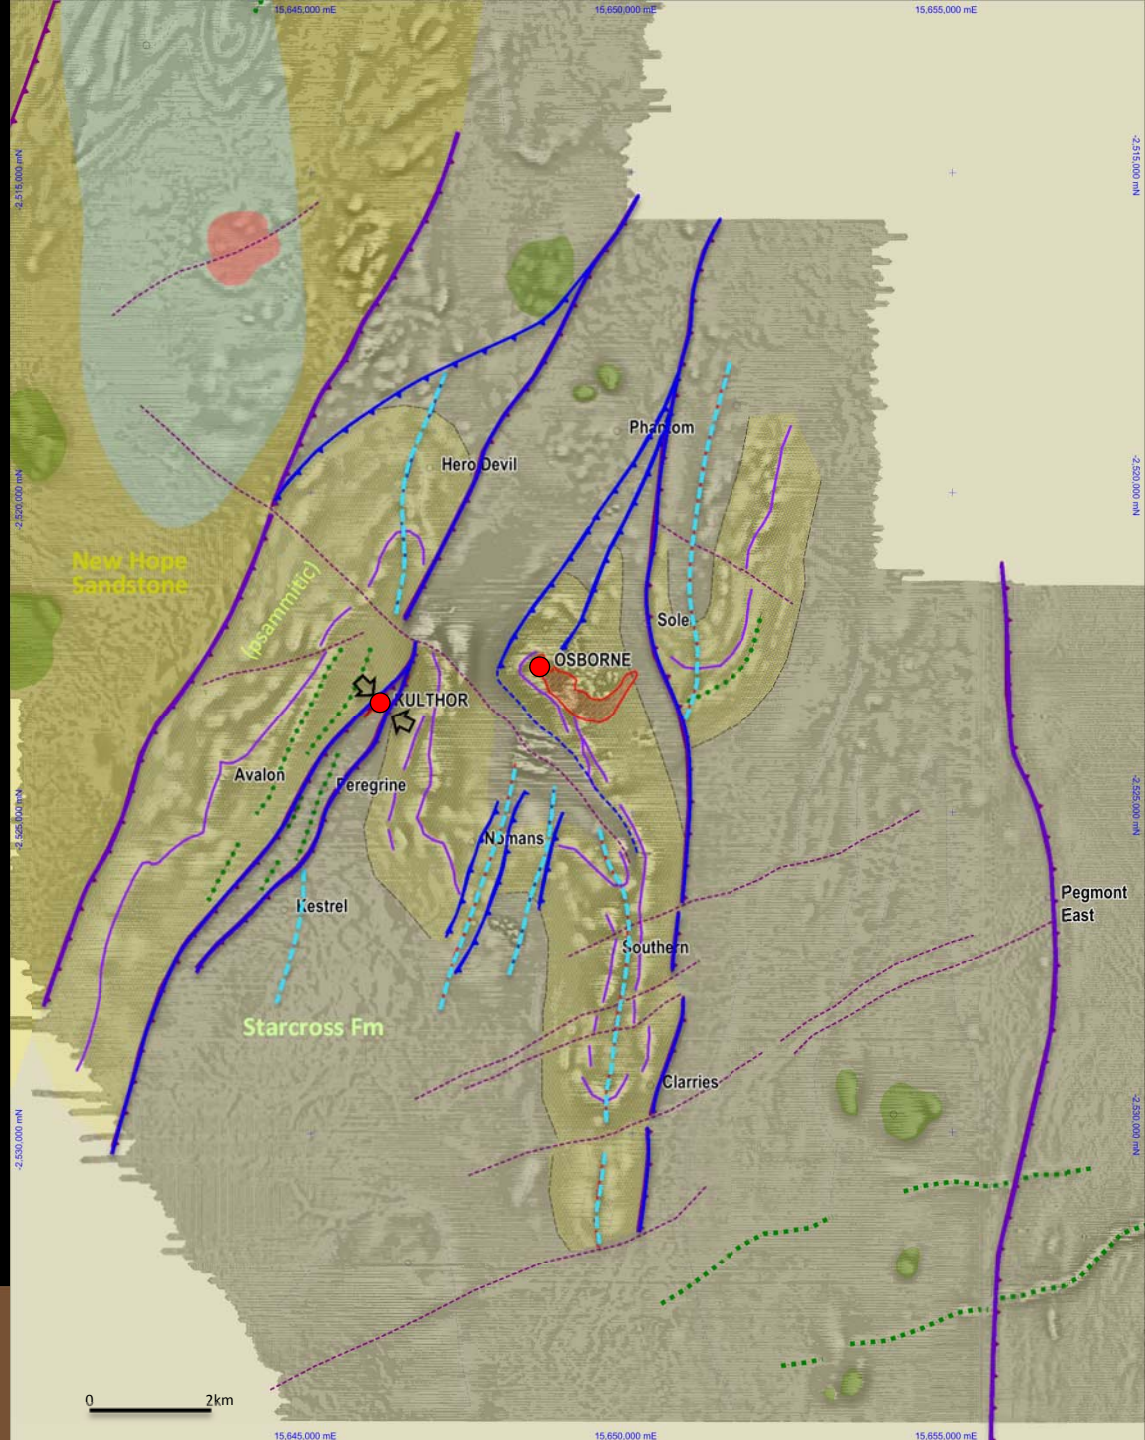 15,645,000 mE
15,650,000 mE
15,655,000 mE
-2,515,000 mN
-2,515,000 mN
Phantom
Hero Devil
-2,520,000 mN
-2,520,000 mN
New Hope
Sandstone
(psammitic)
Sole
OSBORNE
KULTHOR
Avalon
Peregrine
-2,525,000 mN
-2,525,000 mN
Nomans
Kestrel
Pegmont
East
Southern
Starcross Fm
Clarries
-2,530,000 mN
-2,530,000 mN
0
2km
15,645,000 mE
15,650,000 mE
15,655,000 mE